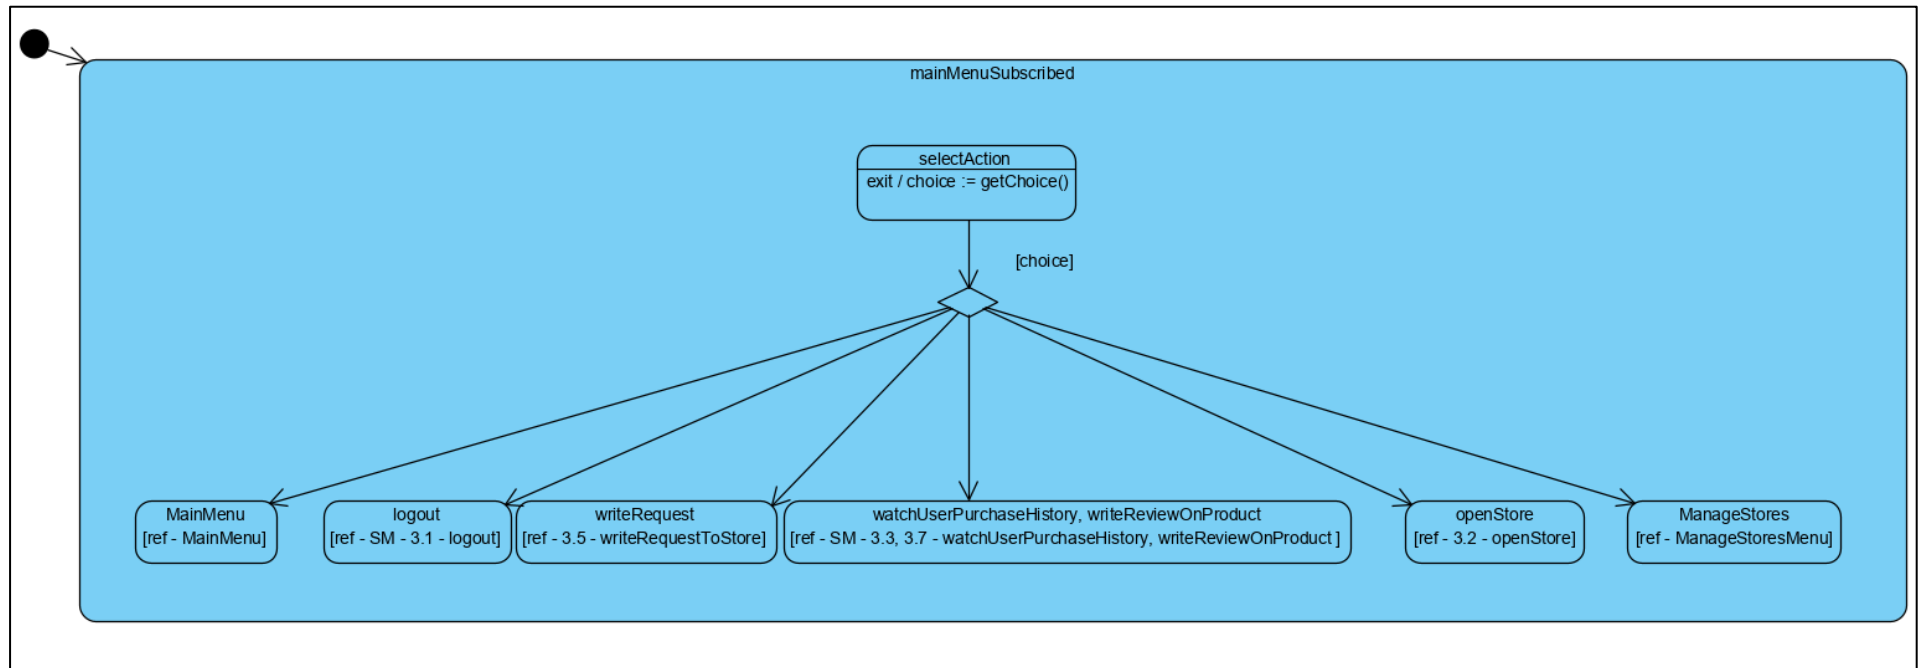 mainMenuSubscribed
selectAction
exit / choice := getChoice()
[choice]
MainMenu
[ref - MainMenu]
logout
[ref - SM - 3.1 - logout]
writeRequest
[ref - 3.5 - writeRequestToStore]
watchUserPurchaseHistory, writeReviewOnProduct
[ref - SM - 3.3, 3.7 - watchUserPurchaseHistory, writeReviewOnProduct ]
openStore
[ref - 3.2 - openStore]
ManageStores
[ref - ManageStoresMenu]